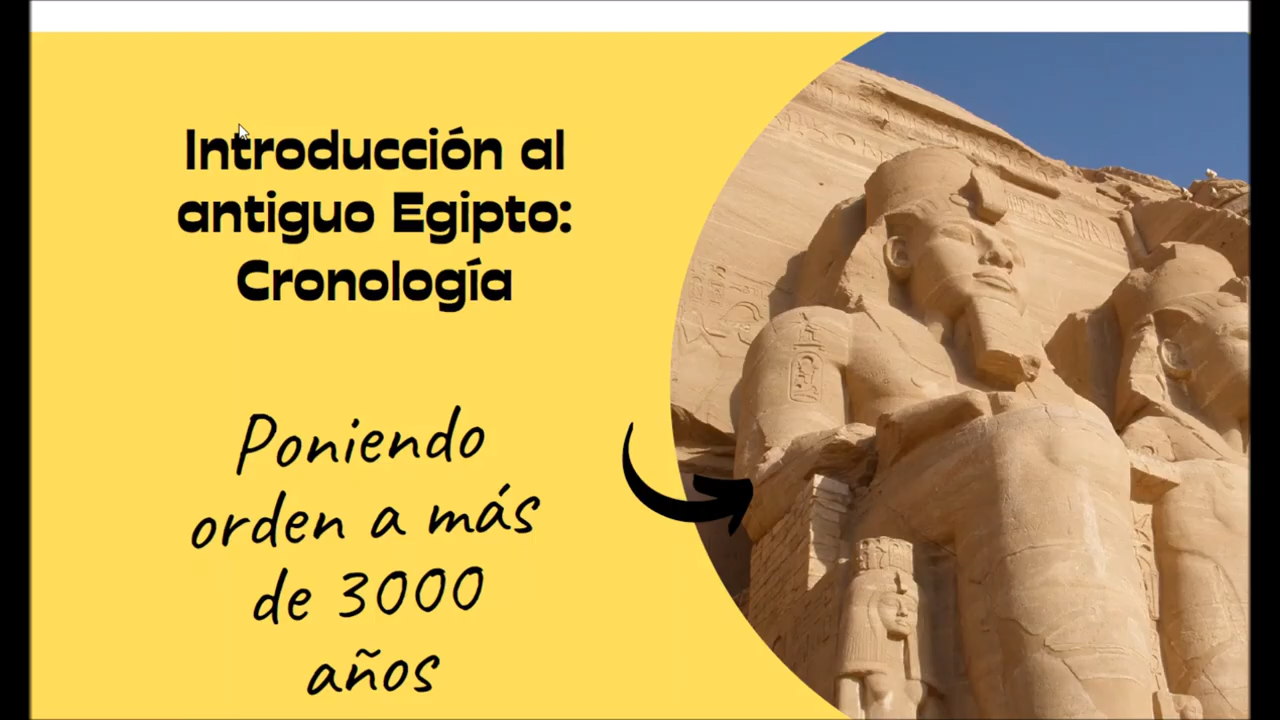 Introducción al
antiguo Egipto:
Cronología
Poniendo
orden a más
de 3000
años